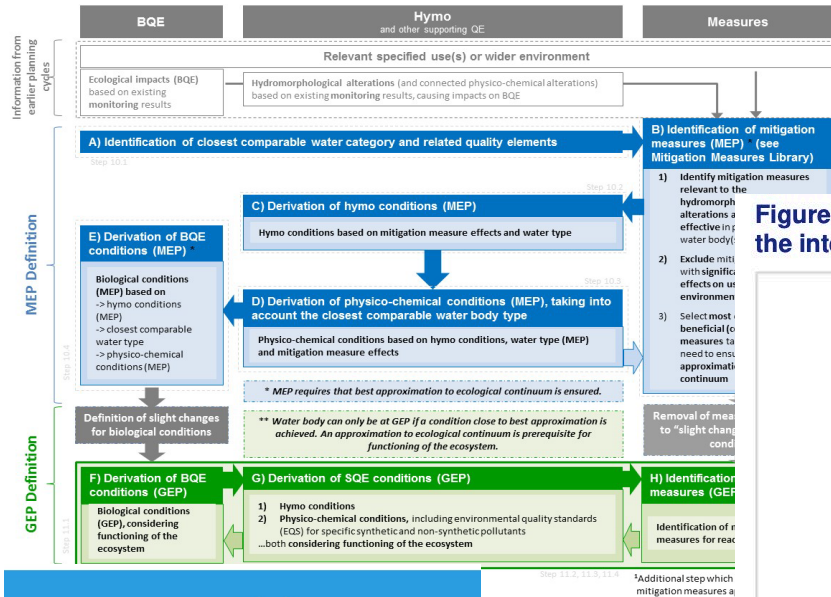 BQE
Hymo
and other supporting QE
Measures
Information from
earlier planning
cycles
Relevant specified use(s) or wider environment
Ecological impacts (BQE)
based on existing
monitoring results
Hydromorphological alterations (and connected physico-chemical alterations)
based on existing monitoring results, causing impacts on BQE
MEP Definition
A) Identification of closest comparable water category and related quality elements
Step 10.1
B) Identification of mitigation
measures (MEP) * (see
Mitigation Measures Library)
1) Identify mitigation measures
relevant to the
hydromorph
alterations a
effective in p
water body(s
2) Exclude miti
with significa
effects on us
environment
3) Select most
beneficial (c
measures ta
need to ensu
approximati
continuum
Step 10.2
C) Derivation of hymo conditions (MEP)
Hymo conditions based on mitigation measure effects and water type
Step 10.3
D) Derivation of physico-chemical conditions (MEP), taking into
account the closest comparable water body type
Physico-chemical conditions based on hymo conditions, water type (MEP)
and mitigation measure effects
E) Derivation of BQE
conditions (MEP) *
Biological conditions
(MEP) based on
-> hymo conditions
(MEP)
-> closest comparable
water type
-> physico-chemical
conditions (MEP)
Step 10.4
* MEP requires that best approximation to ecological continuum is ensured.
Definition of slight changes
for biological conditions
** Water body can only be at GEP if a condition close to best approximation is
achieved. An approximation to ecological continuum is prerequisite for
functioning of the ecosystem.
Removal of meas
to "slight chang
cond
GEP Definition
F) Derivation of BQE
conditions (GEP)
Biological conditions
(GEP), considering
functioning of the
ecosystem
Step 11.1
G) Derivation of SQE conditions (GEP)
1) Hymo conditions
2) Physico-chemical conditions, including environmental quality standards
(EQS) for specific synthetic and non-synthetic pollutants
...both considering functioning of the ecosystem
H) Identification
measures (GEP
Identification of m
measures for reac
Step 11.2, 11.3, 11.4
¹Additional step which
mitigation measures ap
Figure
the int